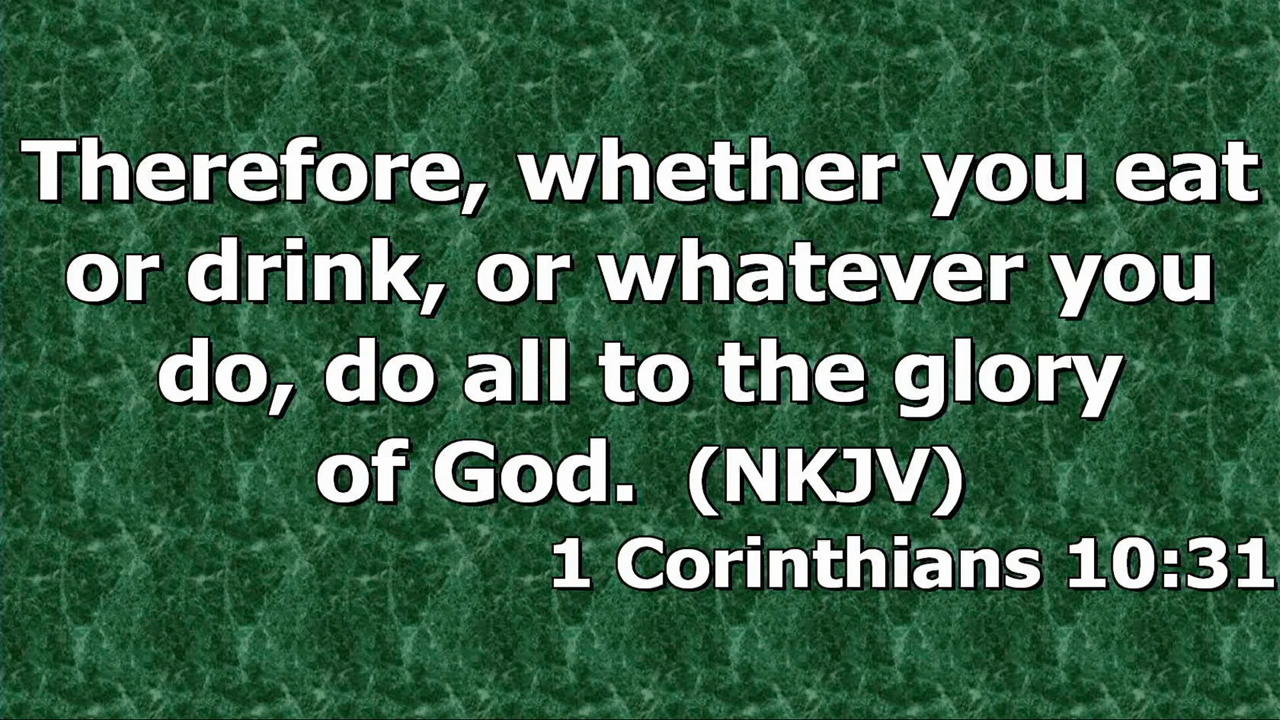 Therefore, whether you eat
or drink, or whatever you
do, do all to the glory
of God.  (NKJV)
1 Corinthians 10:31